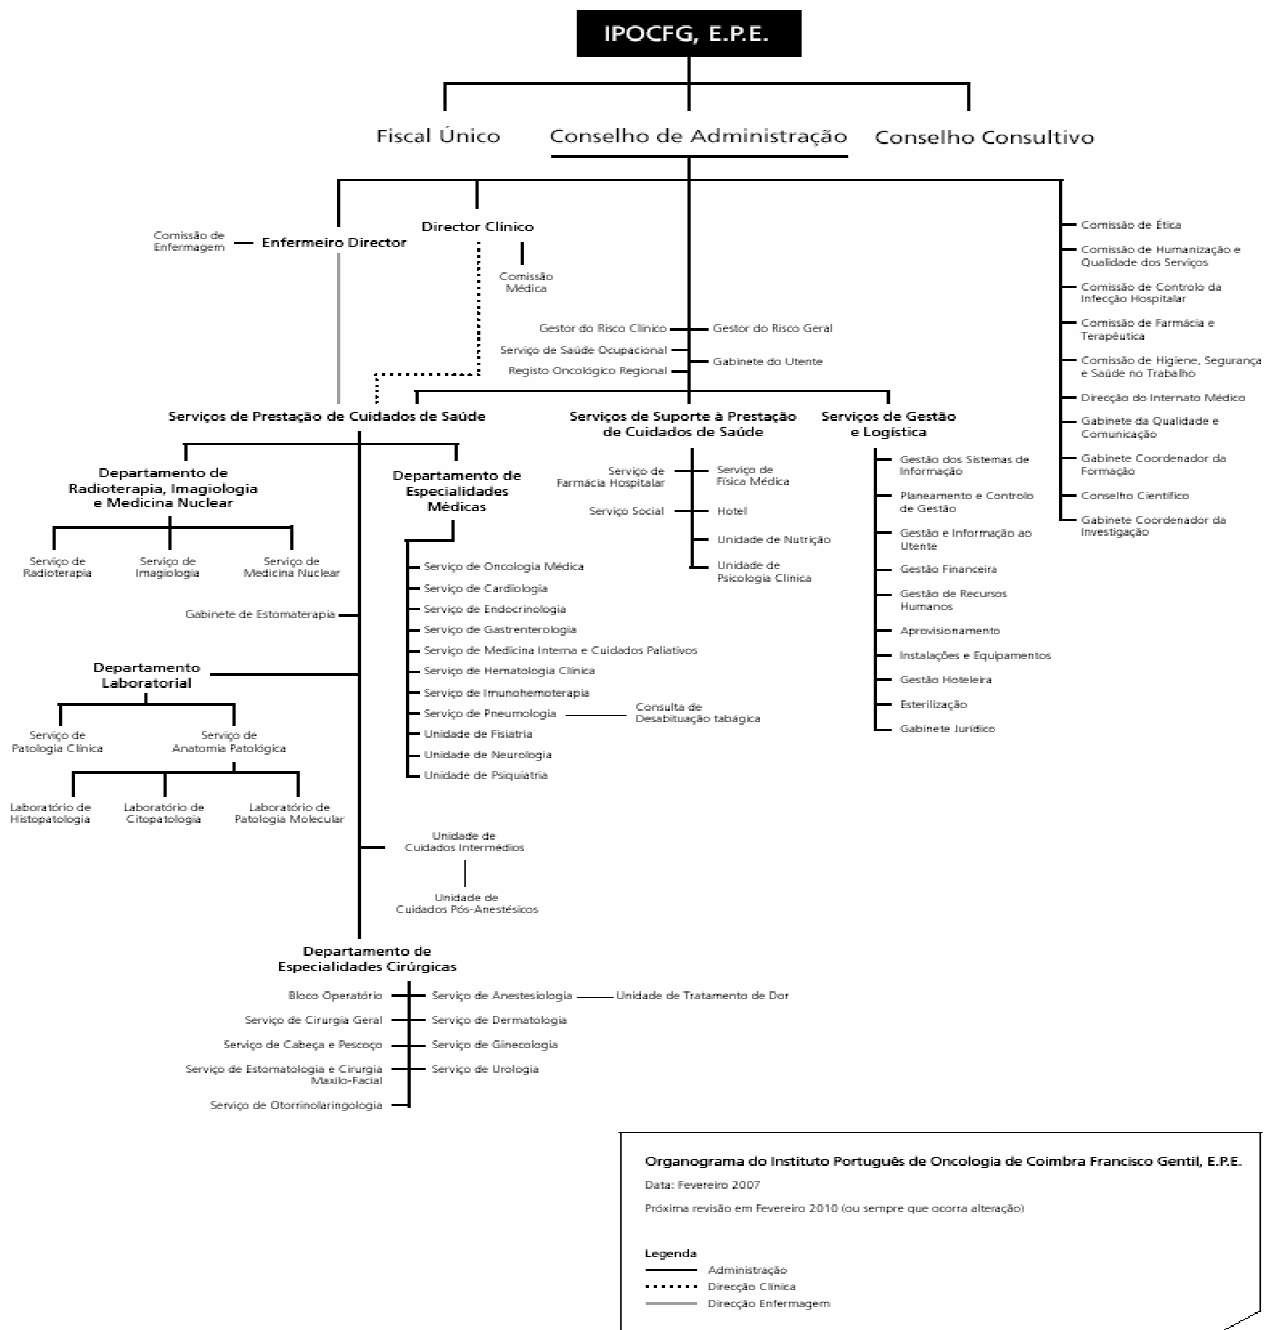 IPOCFG, E.P.E.
Fiscal Único
Conselho de Administração
Conselho Consultivo
Comissão de
Enfermagem
Enfermeiro Director
Director Clínico
Comissão
Médica
Gestor do Risco Clínico
Gestor do Risco Geral
Serviço de Saúde Ocupacional
Gabinete do Utente
Registo Oncológico Regional
Comissão de Ética
Comissão de Humanização e
Qualidade dos Serviços
Comissão de Controlo da
Infecção Hospitalar
Comissão de Farmácia e
Terapêutica
Comissão de Higiene, Segurança
e Saúde no Trabalho
Direcção do Internato Médico
Gabinete da Qualidade e
Comunicação
Gabinete Coordenador da
Formação
Conselho Científico
Gabinete Coordenador da
Investigação
Serviços de Prestação de Cuidados de Saúde
Serviços de Suporte à Prestação
de Cuidados de Saúde
Serviços de Gestão
e Logística
Departamento de
Radioterapia, Imagiologia
e Medicina Nuclear
Serviço de
Radioterapia
Serviço de
Imagiologia
Serviço de
Medicina Nuclear
Departamento de
Especialidades
Médicas
Serviço de Oncologia Médica
Serviço de Cardiologia
Serviço de Endocrinologia
Serviço de Gastrenterologia
Serviço de Medicina Interna e Cuidados Paliativos
Serviço de Hematologia Clínica
Serviço de Imunohemoterapia
Serviço de Pneumologia
Consulta de
Desabituação tabágica
Unidade de Fisiatria
Unidade de Neurologia
Unidade de Psiquiatria
Serviço de
Farmácia Hospitalar
Serviço de
Física Médica
Serviço Social
Hotel
Unidade de Nutrição
Unidade de
Psicologia Clínica
Gestão dos Sistemas de
Informação
Planeamento e Controlo
de Gestão
Gestão e Informação ao
Utente
Gestão Financeira
Gestão de Recursos
Humanos
Aprovisionamento
Instalações e Equipamentos
Gestão Hoteleira
Esterilização
Gabinete Jurídico
Gabinete de Estomaterapia
Departamento
Laboratorial
Serviço de
Patologia Clínica
Serviço de
Anatomia Patológica
Laboratório de
Histopatologia
Laboratório de
Citopatologia
Laboratório de
Patologia Molecular
Unidade de
Cuidados Intermédios
Unidade de
Cuidados Pós-Anestésicos
Departamento de
Especialidades Cirúrgicas
Bloco Operatório
Serviço de Anestesiologia
Unidade de Tratamento de Dor
Serviço de Cirurgia Geral
Serviço de Dermatologia
Serviço de Cabeça e Pescoço
Serviço de Ginecologia
Serviço de Estomatologia e Cirurgia
Maxilo-Facial
Serviço de Urologia
Serviço de Otorrinolaringologia
Organograma do Instituto Português de Oncologia de Coimbra Francisco Gentil, E.P.E.
Data: Fevereiro 2007
Próxima revisão em Fevereiro 2010 (ou sempre que ocorra alteração)
Legenda
Administração
Direcção Clínica
Direcção Enfermagem